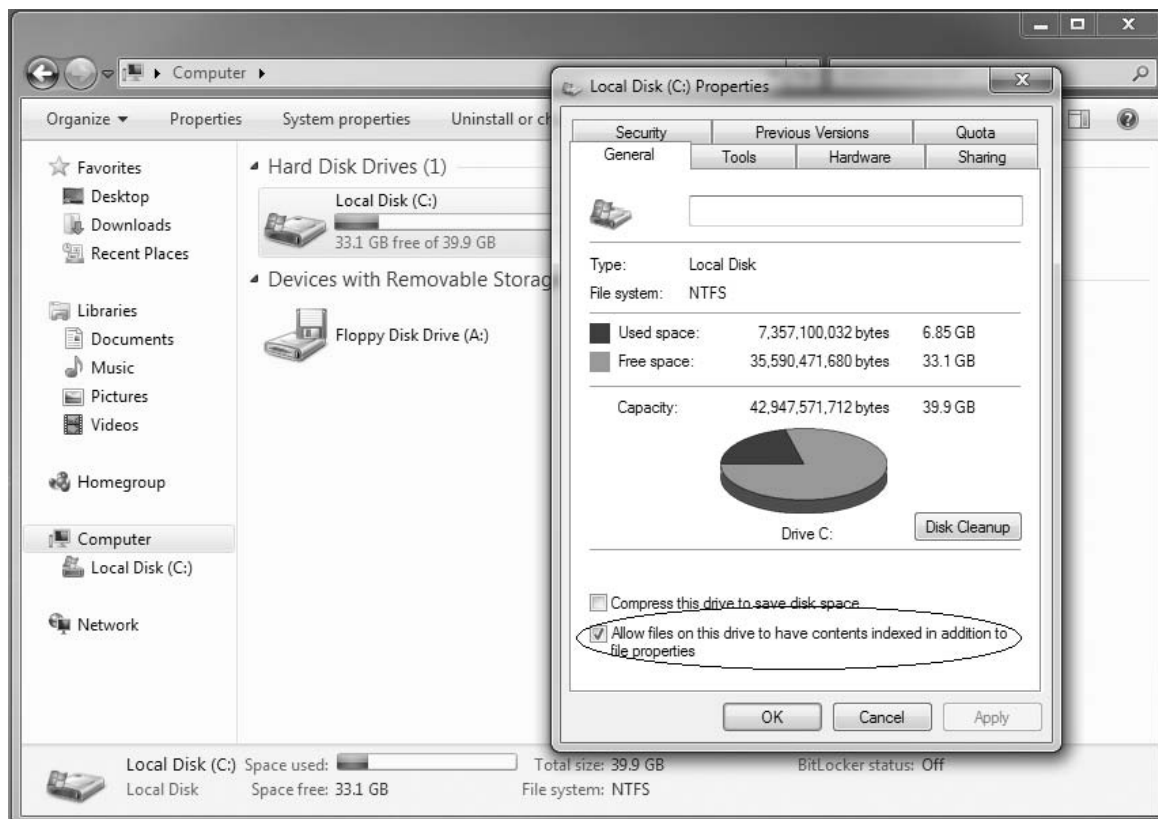 Computer
Organize
Properties
System properties
Uninstall or ch
Favorites
Desktop
Downloads
Recent Places
Libraries
Documents
Music
Pictures
Videos
Homegroup
Computer
Local Disk (C:)
Network
Hard Disk Drives (1)
Local Disk (C:)
33.1 GB free of 39.9 GB
Devices with Removable Storag
Floppy Disk Drive (A:)
Local Disk (C:) Properties
Security Previous Versions Quota
General Tools Hardware Sharing
Type: Local Disk
File system: NTFS
Used space: 7,357,100,032 bytes 6.85 GB
Free space: 35,590,471,680 bytes 33.1 GB
Capacity: 42,947,571,712 bytes 39.9 GB
Drive C:
Disk Cleanup
Compress this drive to save disk space
Allow files on this drive to have contents indexed in addition to
file properties
OK Cancel Apply
Local Disk (C:) Space used: Total size: 39.9 GB BitLocker status: Off
Local Disk Space free: 33.1 GB File system: NTFS